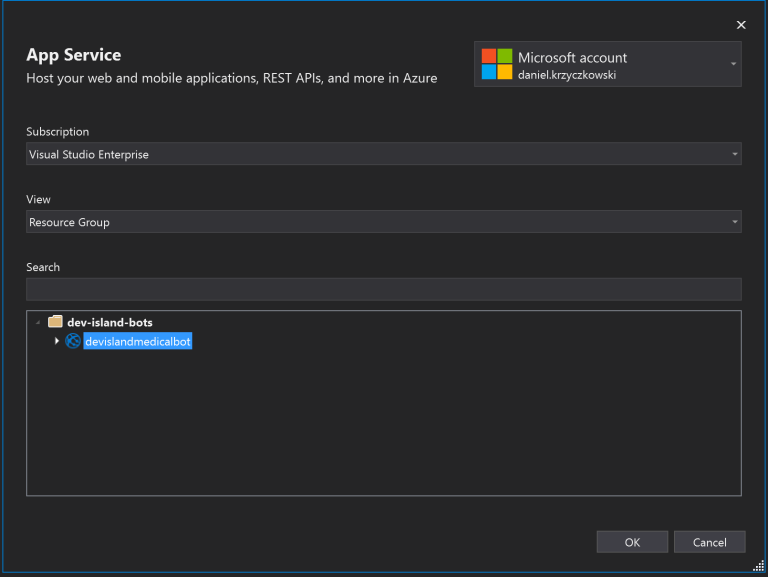 App Service
Host your web and mobile applications, REST APIs, and more in Azure
Microsoft account
daniel.krzyczkowski
Subscription
Visual Studio Enterprise
View
Resource Group
Search
dev-island-bots
devislandmedicalbot
OK
Cancel